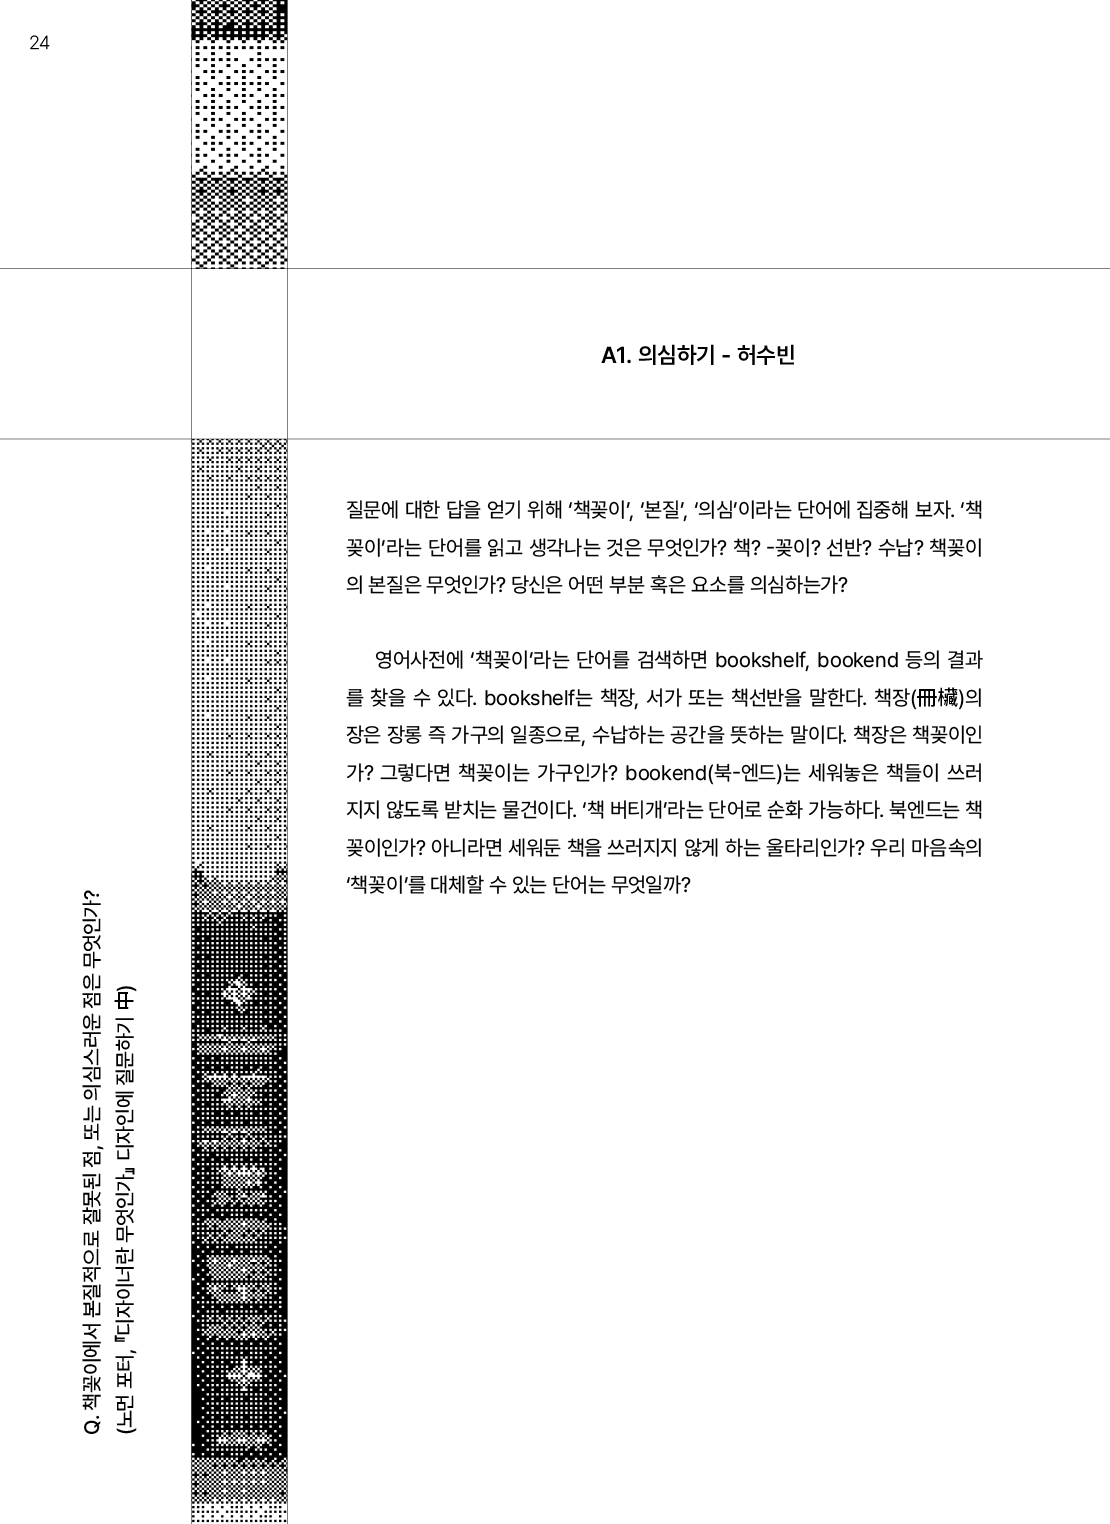 24
A1. 의심하기 - 허수빈
질문에 대한 답을 얻기 위해 ‘책꽂이’, ‘본질’, ‘의심’이라는 단어에 집중해 보자. ‘책
꽂이’라는 단어를 읽고 생각나는 것은 무엇인가? 책? -꽂이? 선반? 수납? 책꽂이
의 본질은 무엇인가? 당신은 어떤 부분 혹은 요소를 의심하는가?
영어사전에 ‘책꽂이’라는 단어를 검색하면 bookshelf, bookend 등의 결과
를 찾을 수 있다. bookshelf는 책장, 서가 또는 책선반을 말한다. 책장(冊欌)의
장은 장롱 즉 가구의 일종으로, 수납하는 공간을 뜻하는 말이다. 책장은 책꽂이인
가? 그렇다면 책꽂이는 가구인가? bookend(북-엔드)는 세워놓은 책들이 쓰러
지지 않도록 받치는 물건이다. ‘책 버티개’라는 단어로 순화 가능하다. 북엔드는 책
꽂이인가? 아니라면 세워둔 책을 쓰러지지 않게 하는 울타리인가? 우리 마음속의
‘책꽂이’를 대체할 수 있는 단어는 무엇일까?
Q. 책꽂이에서 본질적으로 잘못된 점, 또는 의심스러운 점은 무엇인가?
(노먼 포터, 『디자이너란 무엇인가』 디자인에 질문하기 中)